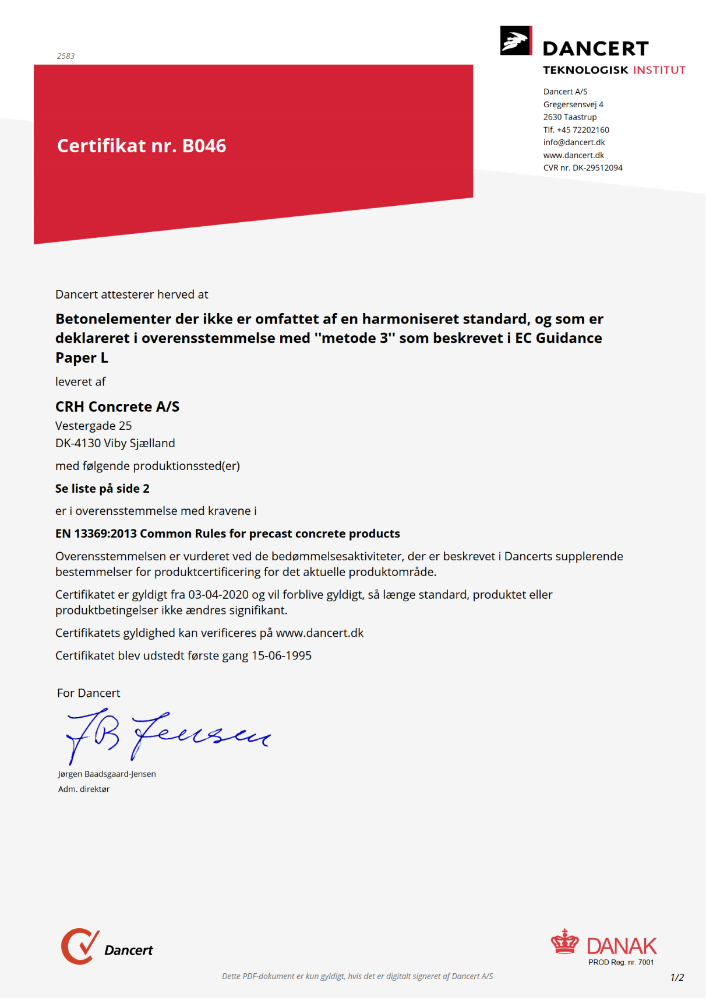 2583
DANCERT
TEKNOLOGISK INSTITUT
Dancert A/S
Gregersensvej 4
2630 Taastrup
Tlf. +45 72202160
info@dancert.dk
www.dancert.dk
CVR nr. DK-29512094
Certifikat nr. B046
Dancert attesterer herved at
Betonelementer der ikke er omfattet af en harmoniseret standard, og som er
deklareret i overensstemmelse med ''metode 3'' som beskrevet i EC Guidance
Paper L
leveret af
CRH Concrete A/S
Vestergade 25
DK-4130 Viby Sjælland
med følgende produktionssted(er)
Se liste på side 2
er i overensstemmelse med kravene i
EN 13369:2013 Common Rules for precast concrete products
Overensstemmelsen er vurderet ved de bedømmelsesaktiviteter, der er beskrevet i Dancerts supplerende
bestemmelser for produktcertificering for det aktuelle produktområde.
Certifikatet er gyldigt fra 03-04-2020 og vil forblive gyldigt, så længe standard, produktet eller
produktbetingelser ikke ændres signifikant.
Certifikatets gyldighed kan verificeres på www.dancert.dk
Certifikatet blev udstedt første gang 15-06-1995
For Dancert
JB Jensen
Jørgen Baadsgaard-Jensen
Adm. direktør
Dancert
DANAK
PROD Reg. nr. 7001
Dette PDF-dokument er kun gyldigt, hvis det er digitalt signeret af Dancert A/S
1/2